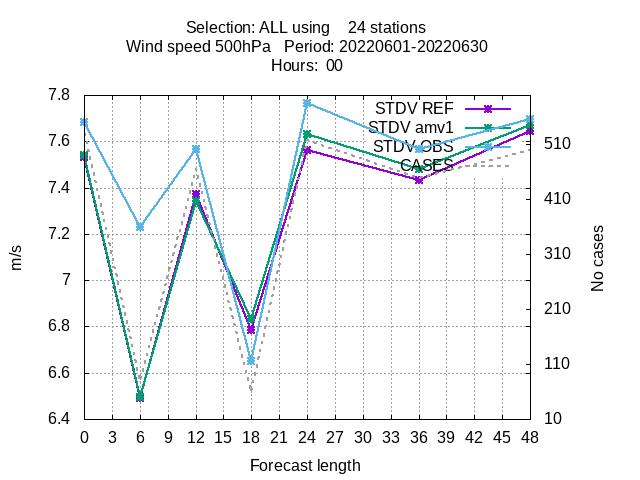 Selection: ALL using    24 stations
Wind speed 500hPa   Period: 20220601-20220630
Hours:  00
7.8
7.6
7.4
7.2
7
6.8
6.6
6.4
m/s
STDV REF
STDV amv1
STDV OBS
CASES
510
410
310
210
110
10
No cases
0 3 6 9 12 15 18 21 24 27 30 33 36 39 42 45 48
Forecast length